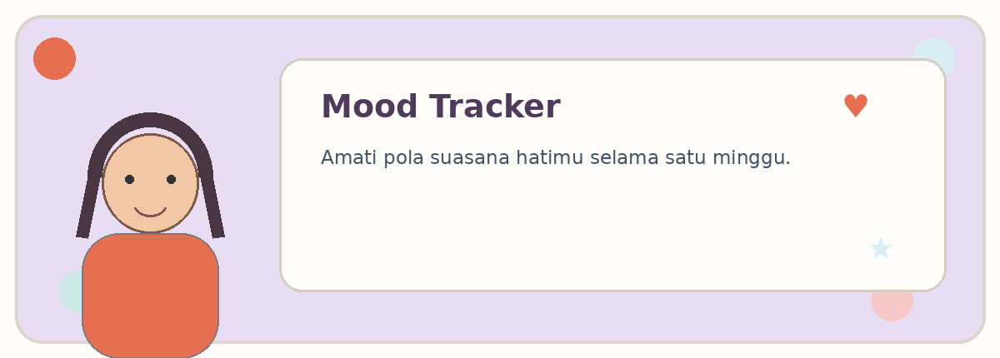 Mood Tracker
Amati pola suasana hatimu selama satu minggu.